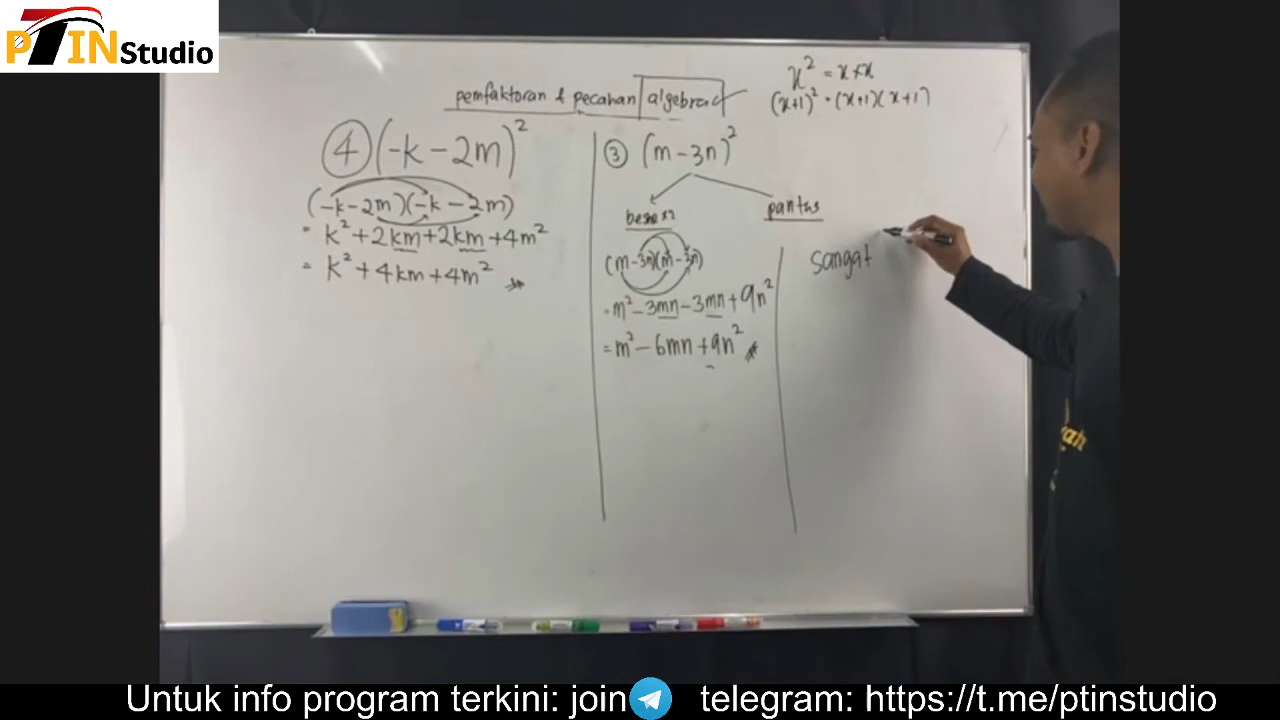 PTIN Studio
pemfaktoran & pecahan algebra
x² = x × x
(x+1)² = (x+1)(x+1)
④ (-k - 2m)²
(-k - 2m)(-k - 2m)
= k² + 2km + 2km + 4m²
= k² + 4km + 4m²
③ (m - 3n)²
pantas
(m - 3n)(m - 3n)
= m² - 3mn - 3mn + 9n²
= m² - 6mn + 9n²
sangat
Untuk info program terkini: join telegram: https://t.me/ptinstudio